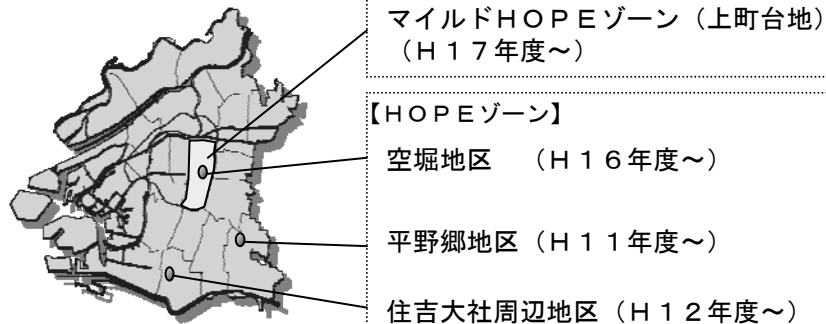 マイルドHOPEゾーン（上町台地）
（H17年度～）
【HOPEゾーン】
空堀地区　（H16年度～）
平野郷地区（H11年度～）
住吉大社周辺地区（H12年度～）